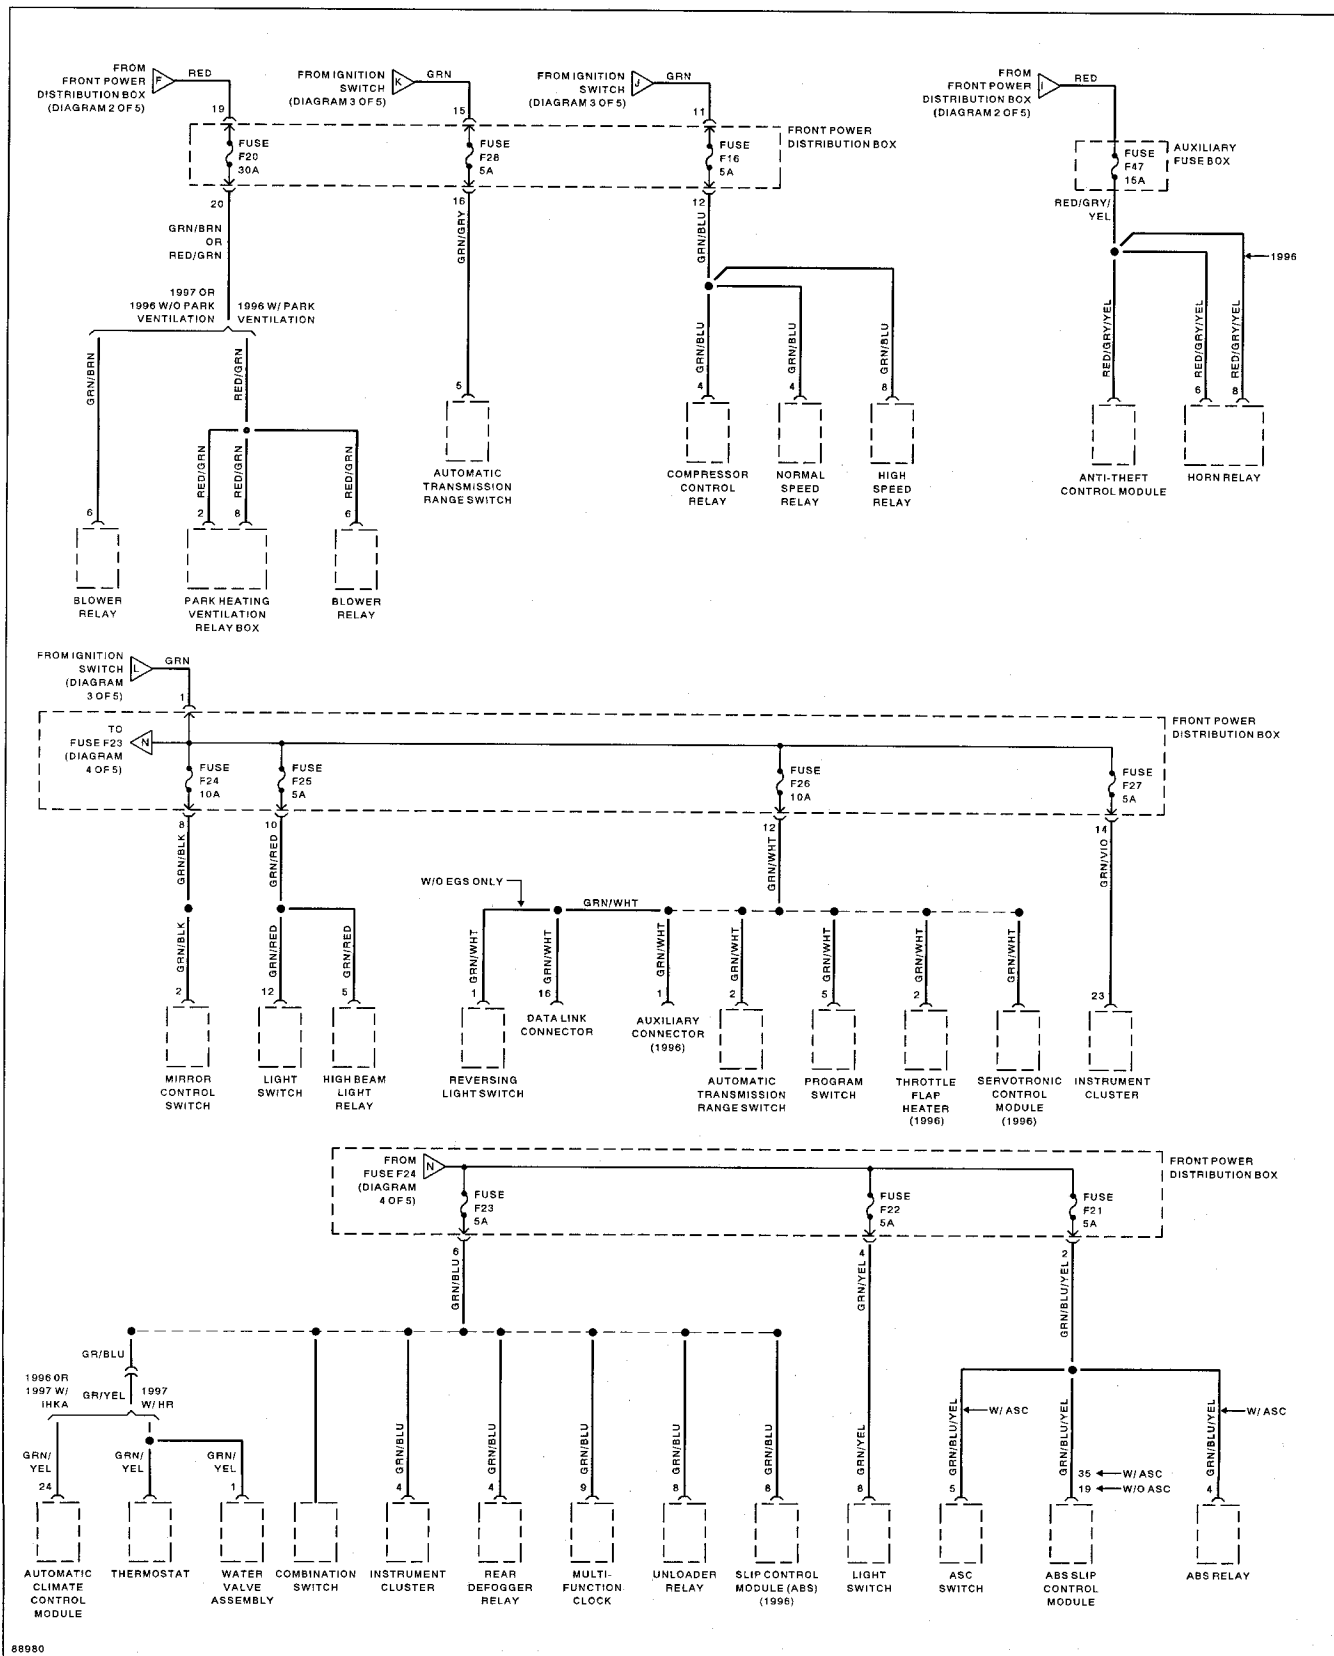 FROM
FRONT POWER
DISTRIBUTION BOX
(DIAGRAM 2 OF 5)
F
RED
19
FROM IGNITION
SWITCH
(DIAGRAM 3 OF 5)
K
GRN
15
FROM IGNITION
SWITCH
(DIAGRAM 3 OF 5)
J
GRN
11
FROM
FRONT POWER
DISTRIBUTION BOX
(DIAGRAM 2 OF 5)
I
RED
FUSE
F20
30A
FUSE
F28
5A
FUSE
F16
5A
FRONT POWER
DISTRIBUTION BOX
FUSE
F47
15A
AUXILIARY
FUSE BOX
20
16
12
RED/GRY/
YEL
GRN/BRN
OR
RED/GRN
GRN/GRY
GRN/BLU
1996
1997 OR
1996 W/O PARK
VENTILATION
1996 W/ PARK
VENTILATION
GRN/BRN
RED/GRN
GRN/BLU
GRN/BLU
GRN/BLU
RED/GRY/YEL
RED/GRY/YEL
RED/GRY/YEL
5
4
4
8
6
8
RED/GRN
RED/GRN
RED/GRN
AUTOMATIC
TRANSMISSION
RANGE SWITCH
COMPRESSOR
CONTROL
RELAY
NORMAL
SPEED
RELAY
HIGH
SPEED
RELAY
ANTI-THEFT
CONTROL MODULE
HORN RELAY
6
2
8
6
BLOWER
RELAY
PARK HEATING
VENTILATION
RELAY BOX
BLOWER
RELAY
FROM IGNITION
SWITCH
(DIAGRAM
3 OF 5)
L
GRN
1
TO
FUSE F23
(DIAGRAM
4 OF 5)
N
FUSE
F24
10A
FUSE
F25
5A
FUSE
F26
10A
FUSE
F27
5A
FRONT POWER
DISTRIBUTION BOX
8
10
12
14
GRN/BLK
GRN/RED
GRN/WHT
GRN/VIO
W/O EGS ONLY
GRN/WHT
GRN/BLK
GRN/RED
GRN/RED
GRN/WHT
GRN/WHT
GRN/WHT
GRN/WHT
GRN/WHT
GRN/WHT
GRN/WHT
2
12
5
1
16
1
2
5
2
23
MIRROR
CONTROL
SWITCH
LIGHT
SWITCH
HIGH BEAM
LIGHT
RELAY
REVERSING
LIGHT SWITCH
DATA LINK
CONNECTOR
AUXILIARY
CONNECTOR
(1996)
AUTOMATIC
TRANSMISSION
RANGE SWITCH
PROGRAM
SWITCH
THROTTLE
FLAP
HEATER
(1996)
SERVOTRONIC
CONTROL
MODULE
(1996)
INSTRUMENT
CLUSTER
FROM
FUSE F24
(DIAGRAM
4 OF 5)
N
FUSE
F23
5A
FUSE
F22
5A
FUSE
F21
5A
FRONT POWER
DISTRIBUTION BOX
6
4
2
GRN/BLU
GRN/YEL
GRN/BLU/YEL
GR/BLU
GR/YEL
1996 OR
1997 W/
IHKA
1997
W/ HR
GRN/
YEL
GRN/
YEL
GRN/
YEL
GRN/BLU
GRN/BLU
GRN/BLU
GRN/BLU
GRN/BLU
GRN/YEL
GRN/BLU/YEL
W/ ASC
GRN/BLU/YEL
35
W/ ASC
19
W/O ASC
GRN/BLU/YEL
W/ ASC
24
1
4
4
9
8
6
6
5
4
AUTOMATIC
CLIMATE
CONTROL
MODULE
THERMOSTAT
WATER
VALVE
ASSEMBLY
COMBINATION
SWITCH
INSTRUMENT
CLUSTER
REAR
DEFOGGER
RELAY
MULTI-
FUNCTION
CLOCK
UNLOADER
RELAY
SLIP CONTROL
MODULE (ABS)
(1996)
LIGHT
SWITCH
ASC
SWITCH
ABS SLIP
CONTROL
MODULE
ABS RELAY
88980